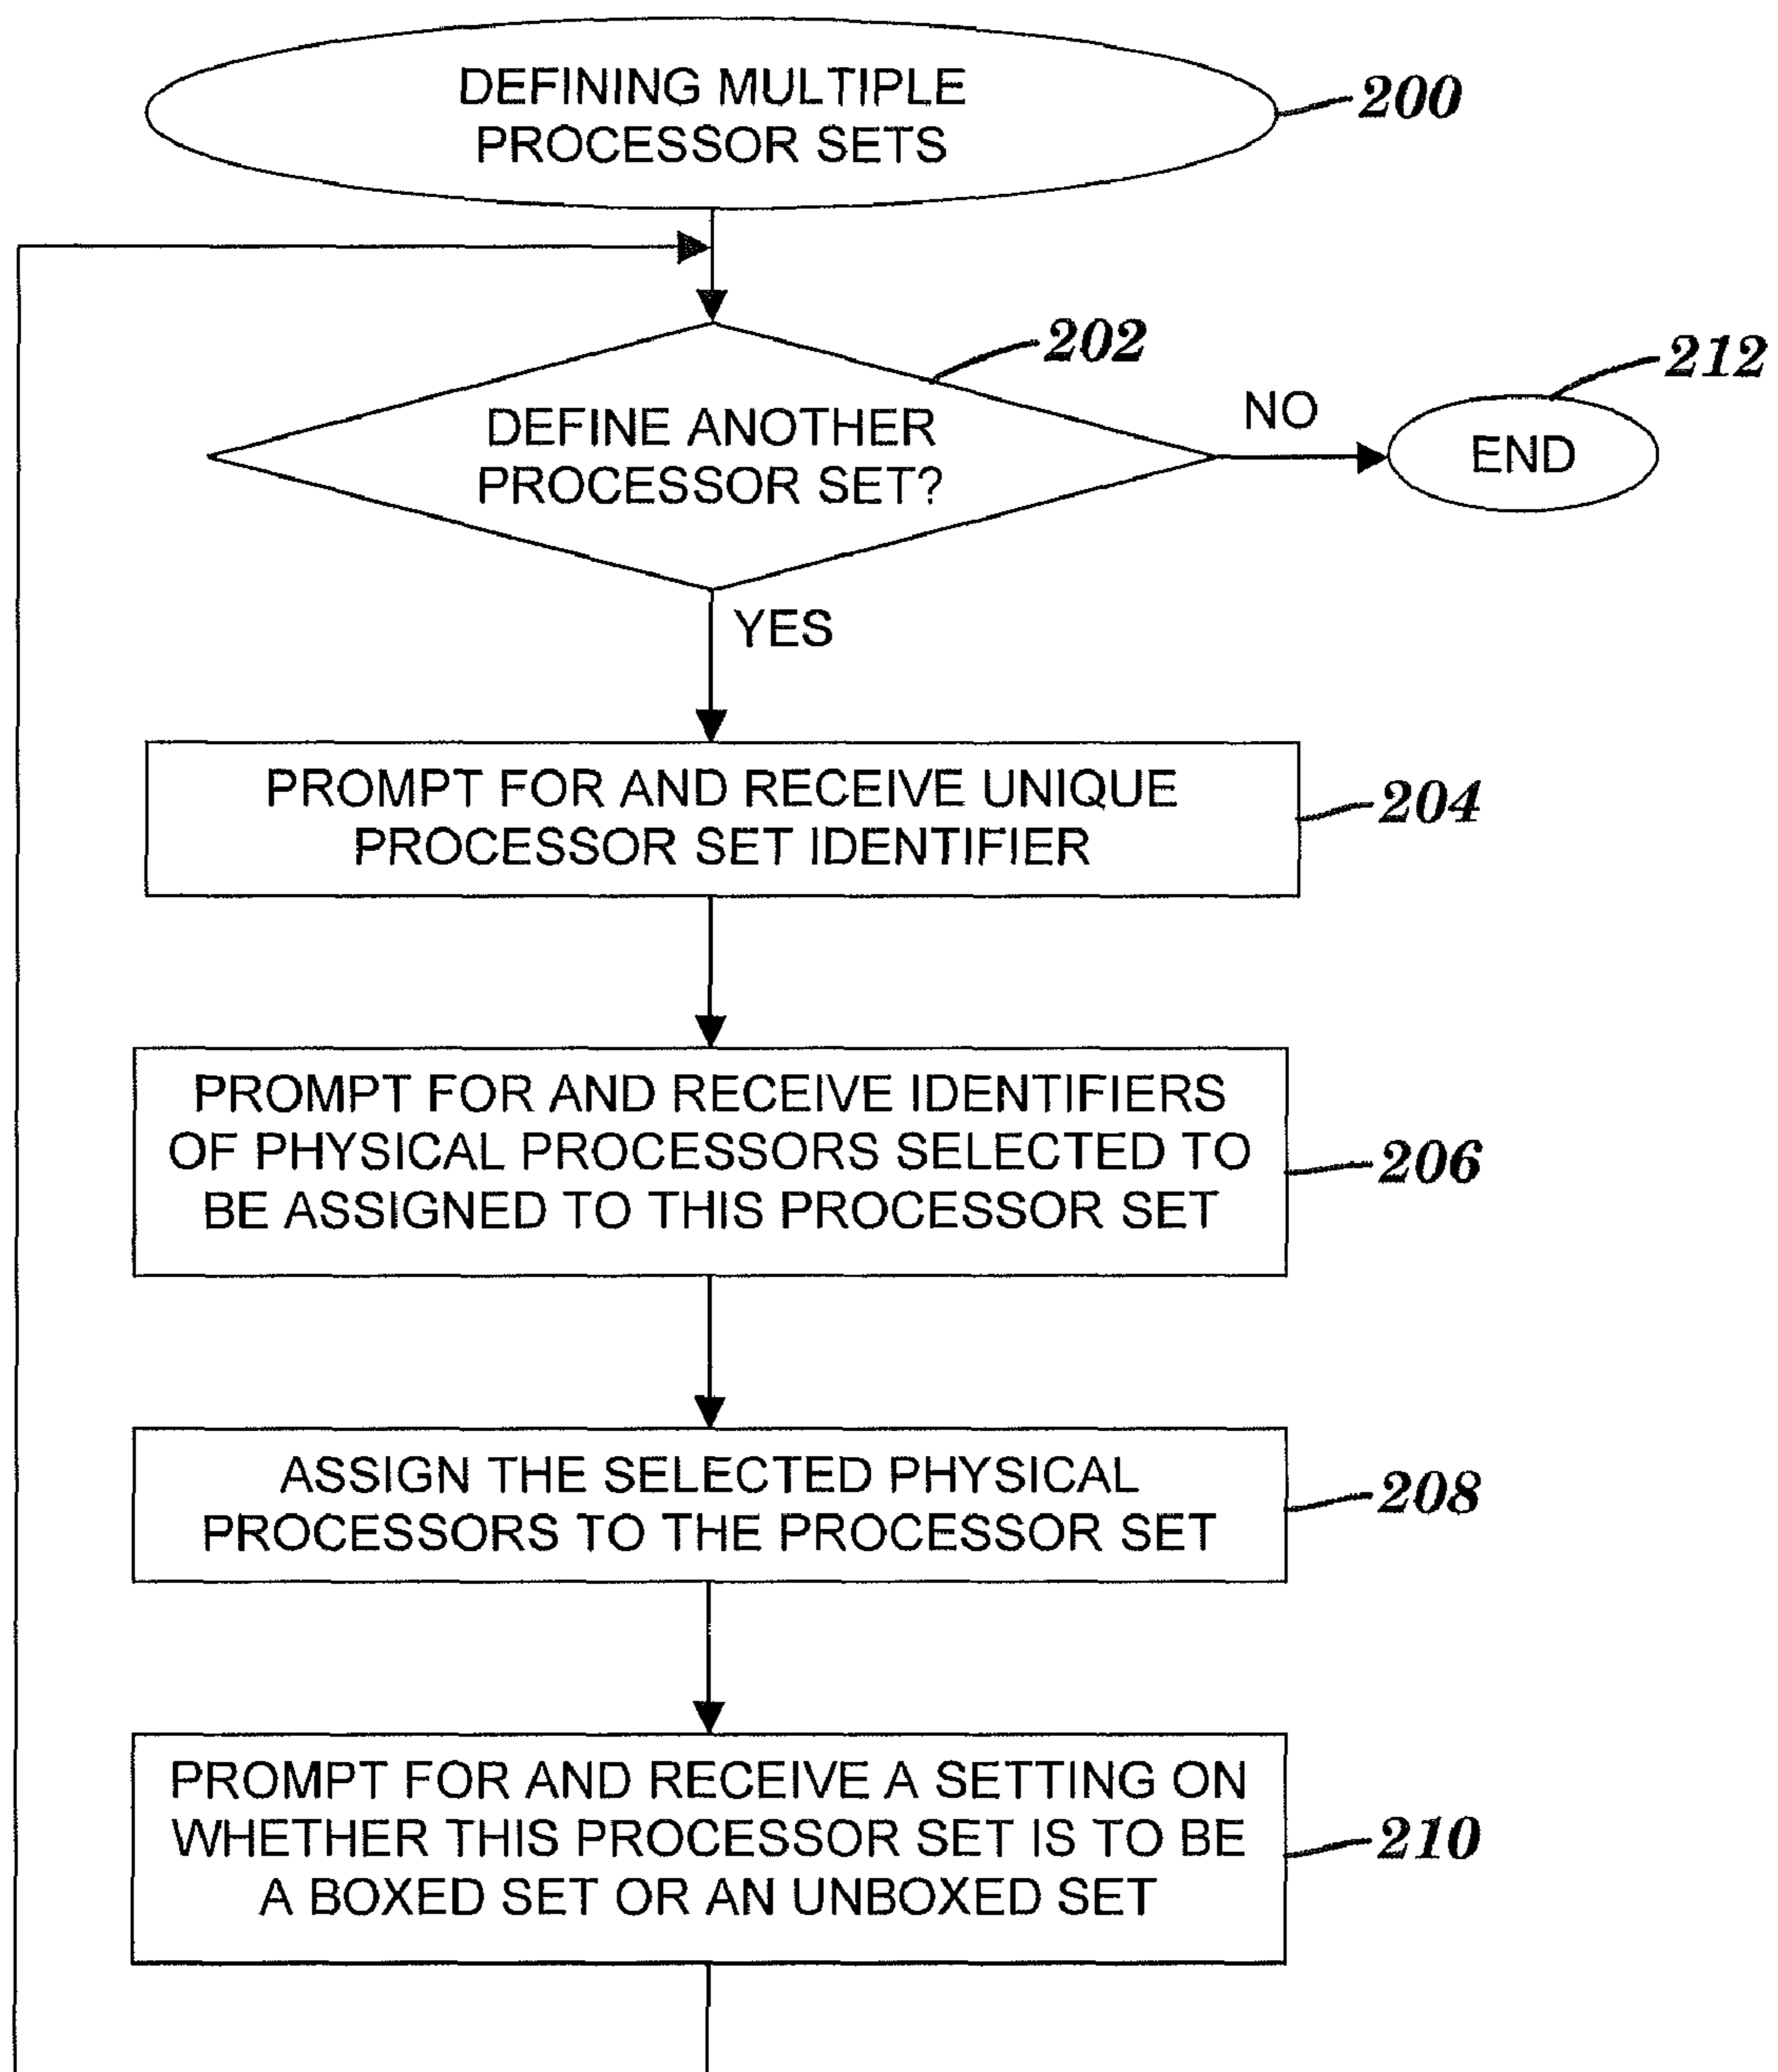 DEFINING MULTIPLE
PROCESSOR SETS
200
202
212
DEFINE ANOTHER
PROCESSOR SET?
NO
END
YES
PROMPT FOR AND RECEIVE UNIQUE
PROCESSOR SET IDENTIFIER
204
PROMPT FOR AND RECEIVE IDENTIFIERS
OF PHYSICAL PROCESSORS SELECTED TO
BE ASSIGNED TO THIS PROCESSOR SET
206
ASSIGN THE SELECTED PHYSICAL
PROCESSORS TO THE PROCESSOR SET
208
PROMPT FOR AND RECEIVE A SETTING ON
WHETHER THIS PROCESSOR SET IS TO BE
A BOXED SET OR AN UNBOXED SET
210